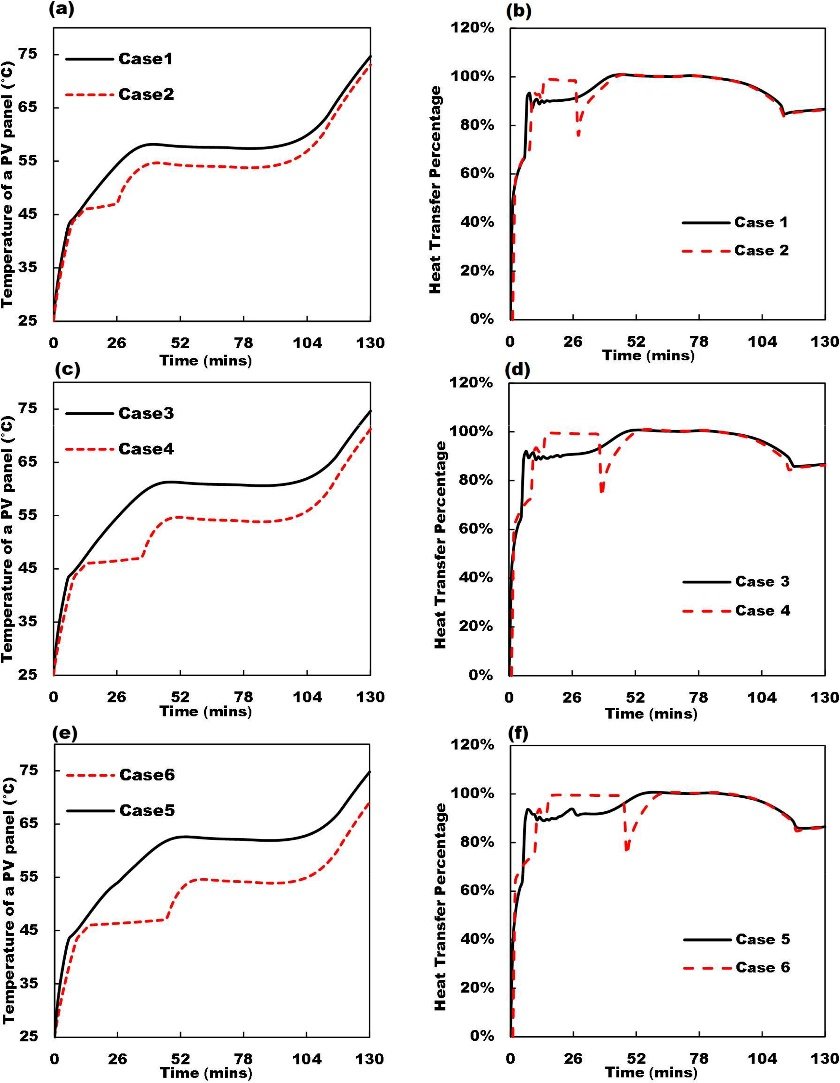 (a)
Temperature of a PV panel (°C)
75
65
55
45
35
25
Case1
Case2
0 26 52 78 104 130
Time (mins)
(b)
Heat Transfer Percentage
120%
100%
80%
60%
40%
20%
0%
Case 1
Case 2
0 26 52 78 104 130
Time (mins)
(c)
Temperature of a PV panel (°C)
75
65
55
45
35
25
Case3
Case4
0 26 52 78 104 130
Time (mins)
(d)
Heat Transfer Percentage
120%
100%
80%
60%
40%
20%
0%
Case 3
Case 4
0 26 52 78 104 130
Time (mins)
(e)
Temperature of a PV panel (°C)
75
65
55
45
35
25
Case6
Case5
0 26 52 78 104 130
Time (mins)
(f)
Heat Transfer Percentage
120%
100%
80%
60%
40%
20%
0%
Case 5
Case 6
0 26 52 78 104 130
Time (mins)